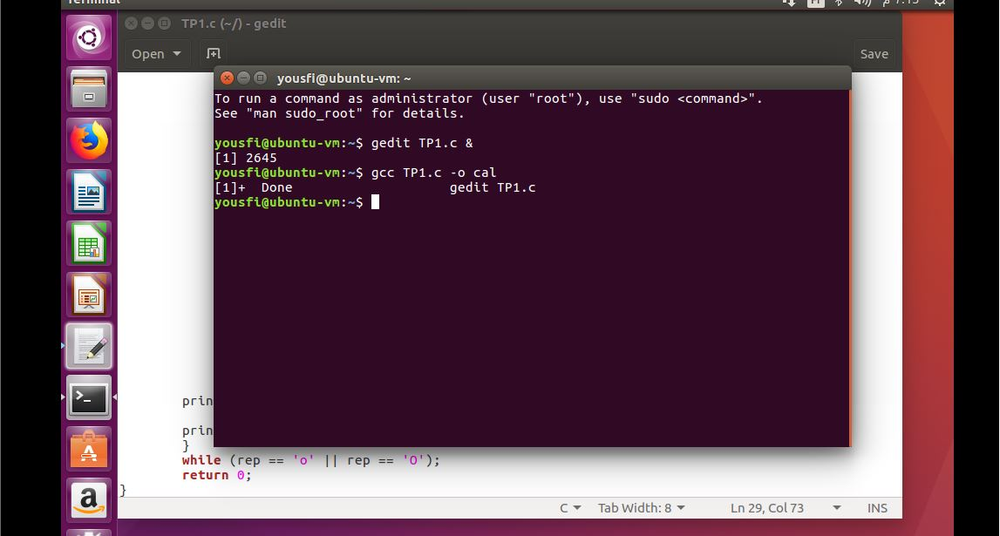 Terminal
TP1.c (~/) - gedit
Open
Save
yousfi@ubuntu-vm: ~
To run a command as administrator (user "root"), use "sudo <command>".
See "man sudo_root" for details.
yousfi@ubuntu-vm:~$ gedit TP1.c &
[1] 2645
yousfi@ubuntu-vm:~$ gcc TP1.c -o cal
[1]+  Done                    gedit TP1.c
yousfi@ubuntu-vm:~$
prin
prin
}
while (rep == 'o' || rep == 'O');
return 0;
}
C
Tab Width: 8
Ln 29, Col 73
INS